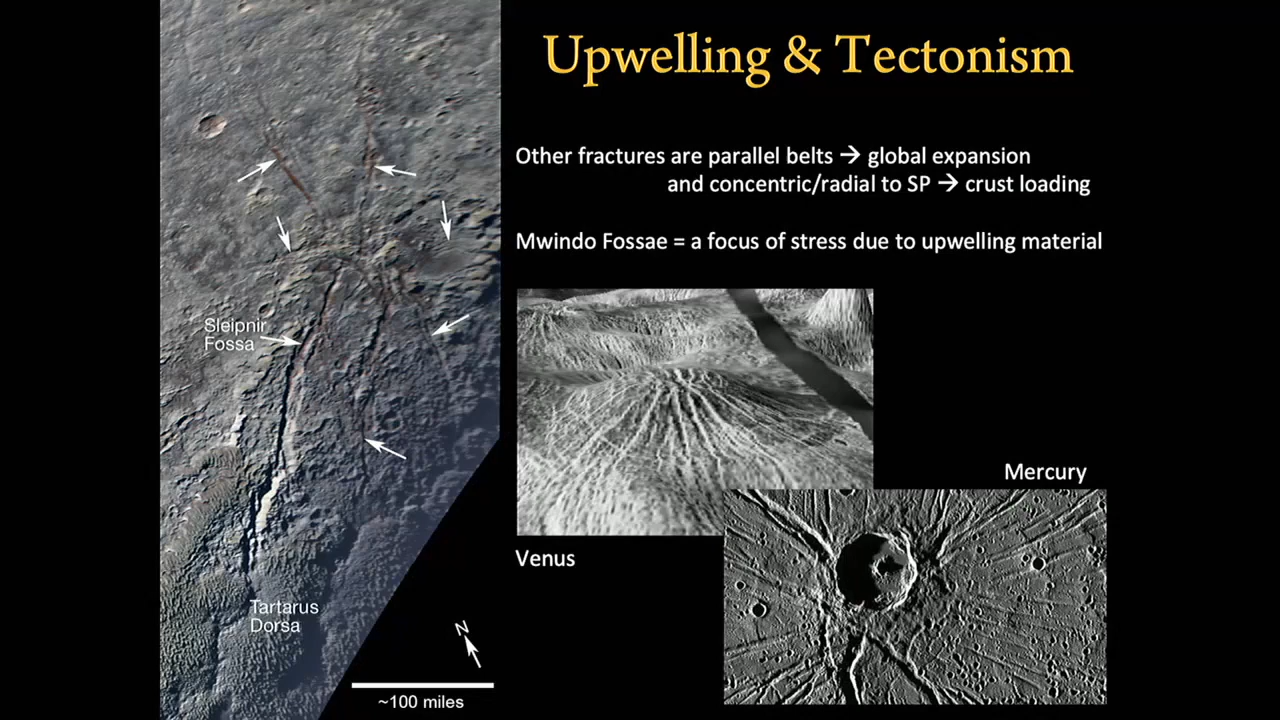 Upwelling & Tectonism
Other fractures are parallel belts → global expansion
and concentric/radial to SP → crust loading
Mwindo Fossae = a focus of stress due to upwelling material
Sleipnir
Fossa
Tartarus
Dorsa
N
~100 miles
Venus
Mercury